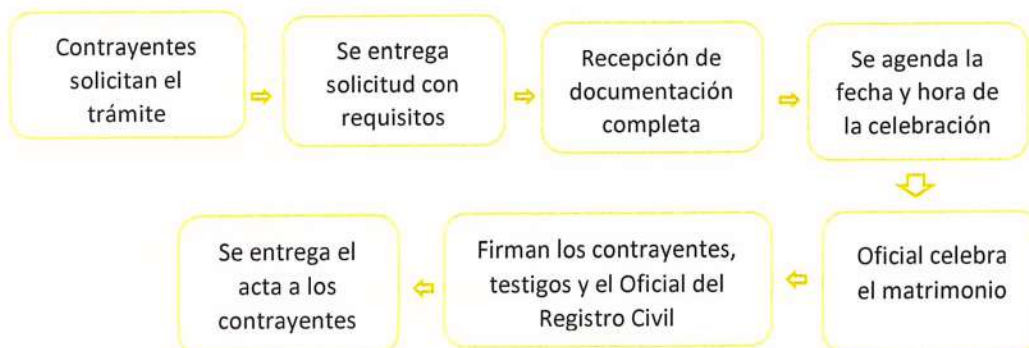 Contrayentes
solicitan el
trámite
Se entrega
solicitud con
requisitos
Recepción de
documentación
completa
Se agenda la
fecha y hora de
la celebración
Oficial celebra
el matrimonio
Firman los contrayentes,
testigos y el Oficial del
Registro Civil
Se entrega el
acta a los
contrayentes